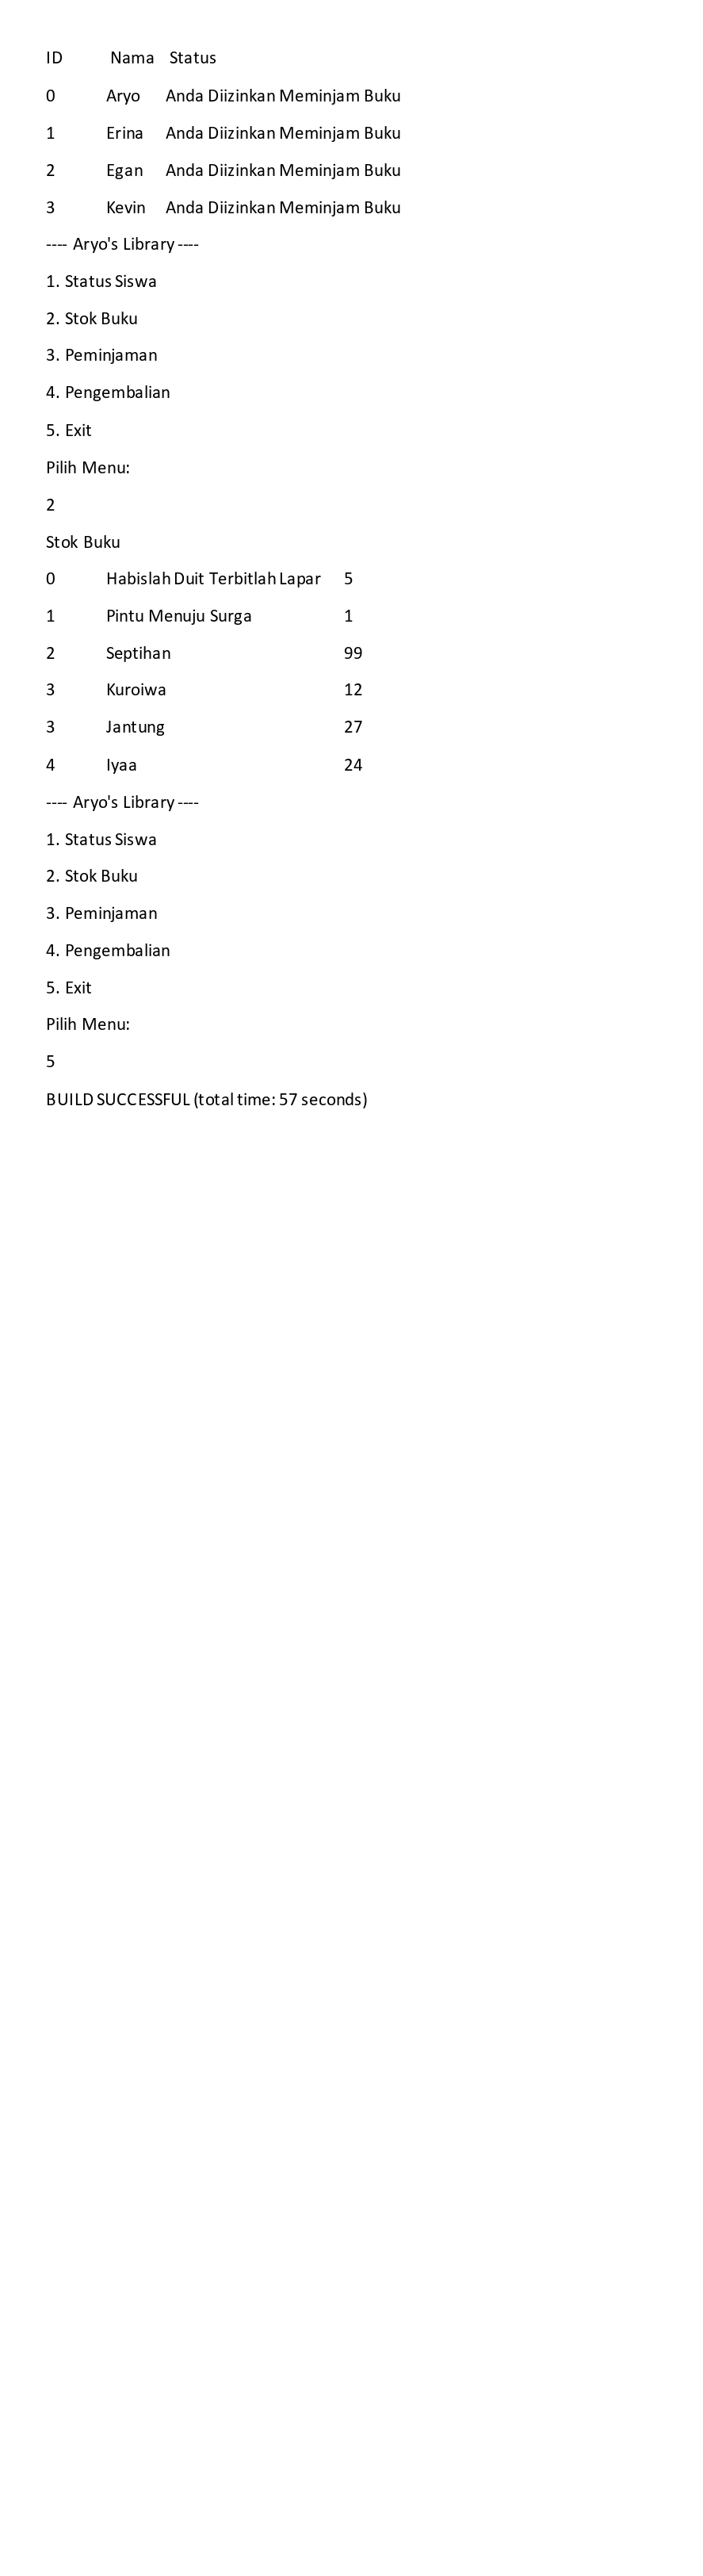 ID Nama Status
0 Aryo Anda Diizinkan Meminjam Buku
1 Erina Anda Diizinkan Meminjam Buku
2 Egan Anda Diizinkan Meminjam Buku
3 Kevin Anda Diizinkan Meminjam Buku
---- Aryo's Library ----
1. Status Siswa
2. Stok Buku
3. Peminjaman
4. Pengembalian
5. Exit
Pilih Menu:
2
Stok Buku
0 Habislah Duit Terbitlah Lapar 5
1 Pintu Menuju Surga 1
2 Septihan 99
3 Kuroiwa 12
3 Jantung 27
4 Iyaa 24
---- Aryo's Library ----
1. Status Siswa
2. Stok Buku
3. Peminjaman
4. Pengembalian
5. Exit
Pilih Menu:
5
BUILD SUCCESSFUL (total time: 57 seconds)